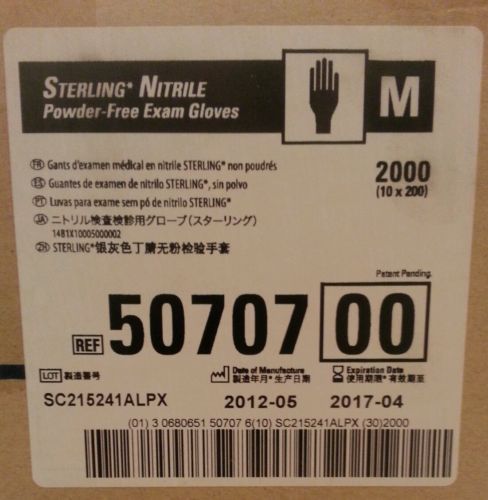 STERLING* NITRILE
Powder-Free Exam Gloves
M
FR Gants d'examen médical en nitrile STERLING* non poudrés
ES Guantes de examen de nitrilo STERLING*, sin polvo
PT Luvas para exame sem pó de nitrilo STERLING*
JA ニトリル検査検診用グローブ(スターリング)
14B1X10005000002
ZH STERLING*银灰色丁腈无粉检验手套
2000
(10 x 200)
Patent Pending.
REF 50707 00
LOT 製造番号
Date of Manufacture
製造年月*生产日期
Expiration Date
使用期限*有效期至
SC215241ALPX
2012-05
2017-04
(01) 3 0680651 50707 6(10) SC215241ALPX (30)2000